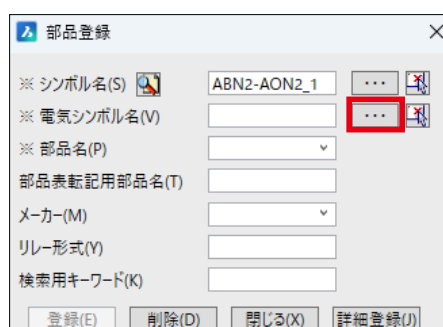 部品登録
※ シンボル名(S) ABN2-AON2_1 ...
※ 電気シンボル名(V) ...
※ 部品名(P)
部品表転記用部品名(T)
メーカー(M)
リレー形式(Y)
検索用キーワード(K)
登録(E) 削除(D) 閉じる(X) 詳細登録(J)